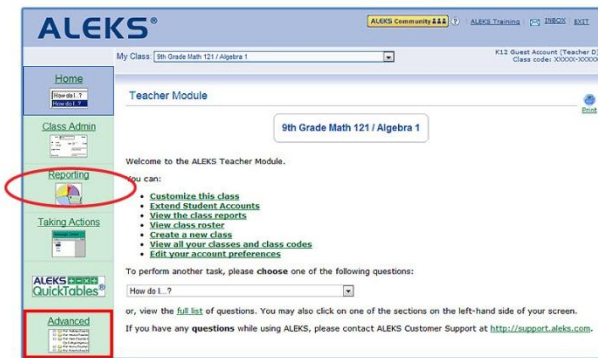 ALEKS®
ALEKS Community
(?)
ALEKS Training
INBOX
EXIT
My Class: 9th Grade Math 121 / Algebra 1
K12 Guest Account (Teacher D)
Class code: XXXXX-XXXXX
Home
How do I..?
How do I..?
Class Admin
Reporting
Taking Actions
ALEKS
QuickTables®
Advanced
Teacher Module
Print
9th Grade Math 121 / Algebra 1
Welcome to the ALEKS Teacher Module.
You can:
• Customize this class
• Extend Student Accounts
• View the class reports
• View class roster
• Create a new class
• View all your classes and class codes
• Edit your account preferences
To perform another task, please choose one of the following questions:
How do I...?
or, view the full list of questions. You may also click on one of the sections on the left-hand side of your screen.
If you have any questions while using ALEKS, please contact ALEKS Customer Support at http://support.aleks.com.